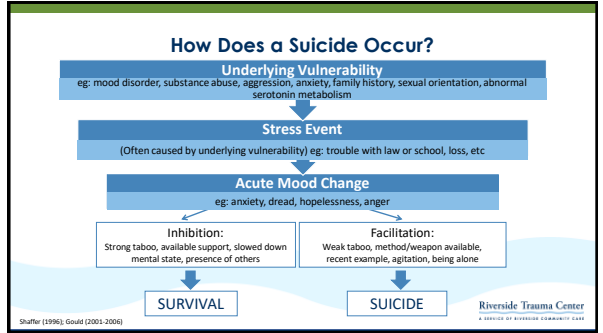 How Does a Suicide Occur?
Underlying Vulnerability
eg: mood disorder, substance abuse, aggression, anxiety, family history, sexual orientation, abnormal
serotonin metabolism
Stress Event
(Often caused by underlying vulnerability) eg: trouble with law or school, loss, etc
Acute Mood Change
eg: anxiety, dread, hopelessness, anger
Inhibition:
Strong taboo, available support, slowed down
mental state, presence of others
Facilitation:
Weak taboo, method/weapon available,
recent example, agitation, being alone
SURVIVAL
SUICIDE
Shaffer (1996); Gould (2001-2006)
Riverside Trauma Center
A SERVICE OF RIVERSIDE COMMUNITY CARE